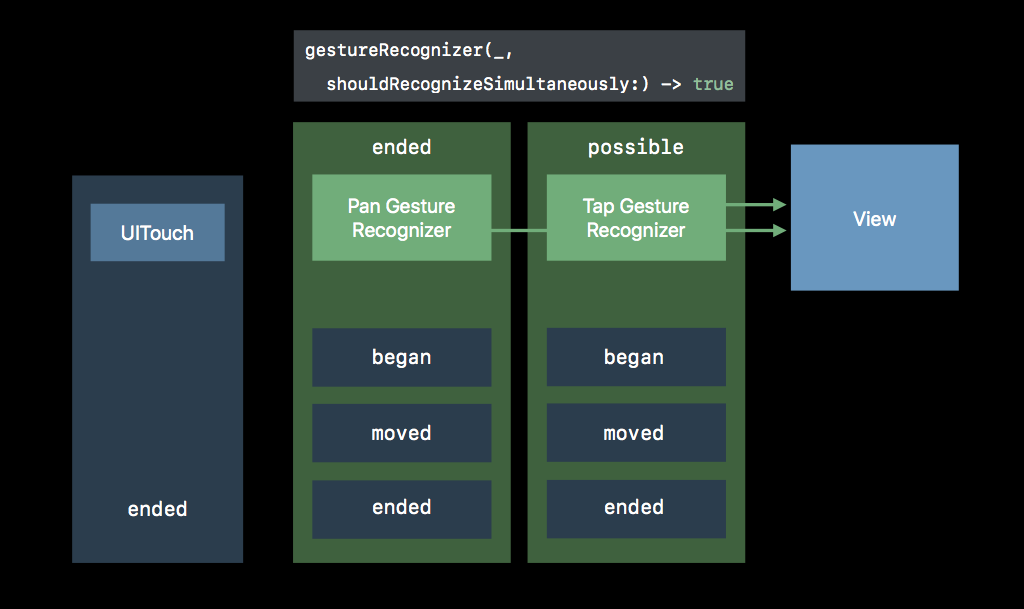 gestureRecognizer(_,
shouldRecognizeSimultaneously:) -> true
ended
possible
UITouch
Pan Gesture
Recognizer
Tap Gesture
Recognizer
View
began
began
moved
moved
ended
ended
ended